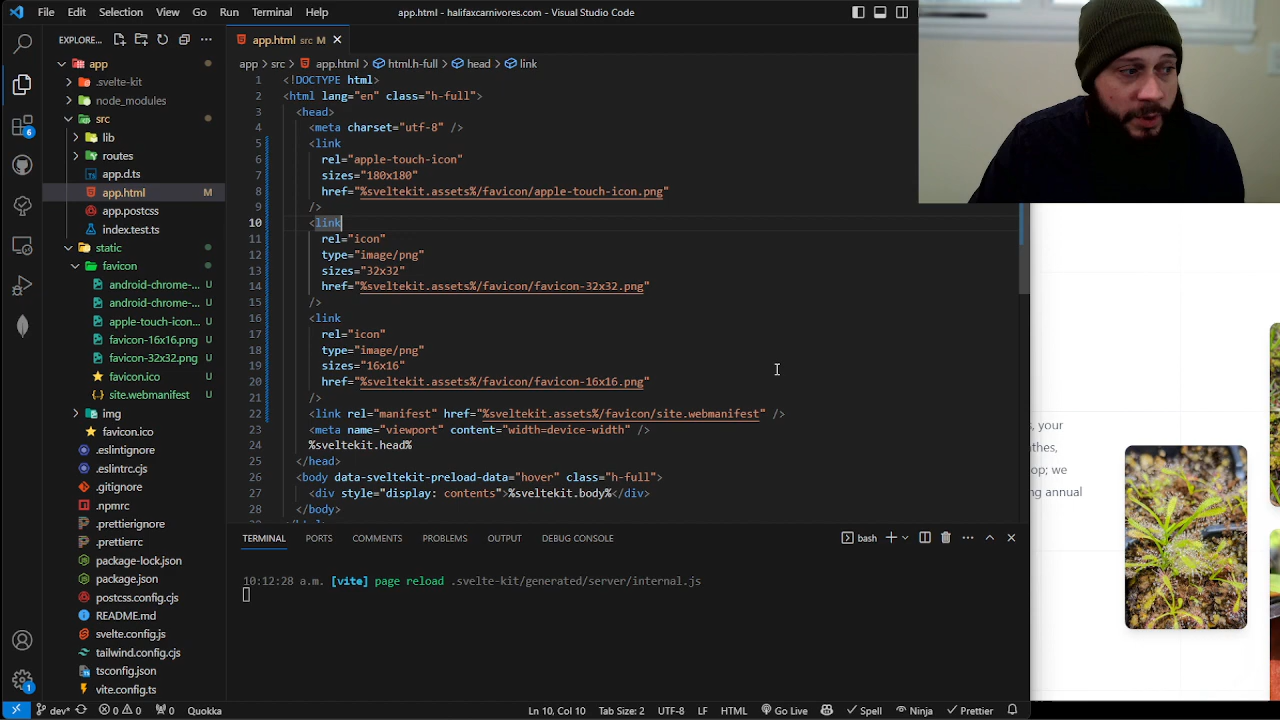 File Edit Selection View Go Run Terminal Help
app.html - halifaxcarnivores.com - Visual Studio Code
EXPLORE...
app
.svelte-kit
node_modules
src
lib
routes
app.d.ts
app.html M
app.postcss
index.test.ts
static
favicon
android-chrome-... U
android-chrome-... U
apple-touch-icon... U
favicon-16x16.png U
favicon-32x32.png U
favicon.ico U
site.webmanifest U
img
favicon.ico
.eslintignore
.eslintrc.cjs
.gitignore
.npmrc
.prettierignore
.prettierrc
package-lock.json
package.json
postcss.config.cjs
README.md
svelte.config.js
tailwind.config.cjs
tsconfig.json
vite.config.ts
6
1
app.html src M
app > src > app.html > html.h-full > head > link
1 <!DOCTYPE html>
2 <html lang="en" class="h-full">
3 <head>
4 <meta charset="utf-8" />
5 <link
6 rel="apple-touch-icon"
7 sizes="180x180"
8 href="%sveltekit.assets%/favicon/apple-touch-icon.png"
9 />
10 <link
11 rel="icon"
12 type="image/png"
13 sizes="32x32"
14 href="%sveltekit.assets%/favicon/favicon-32x32.png"
15 />
16 <link
17 rel="icon"
18 type="image/png"
19 sizes="16x16"
20 href="%sveltekit.assets%/favicon/favicon-16x16.png"
21 />
22 <link rel="manifest" href="%sveltekit.assets%/favicon/site.webmanifest" />
23 <meta name="viewport" content="width=device-width" />
24 %sveltekit.head%
25 </head>
26 <body data-sveltekit-preload-data="hover" class="h-full">
27 <div style="display: contents">%sveltekit.body%</div>
28 </body>
TERMINAL PORTS COMMENTS PROBLEMS OUTPUT DEBUG CONSOLE
bash
10:12:28 a.m. [vite] page reload .svelte-kit/generated/server/internal.js
, your
thes,
op; we
ng annual
dev* 0 0 0 Quokka
Ln 10, Col 10 Tab Size: 2 UTF-8 LF HTML Go Live Spell Ninja Prettier